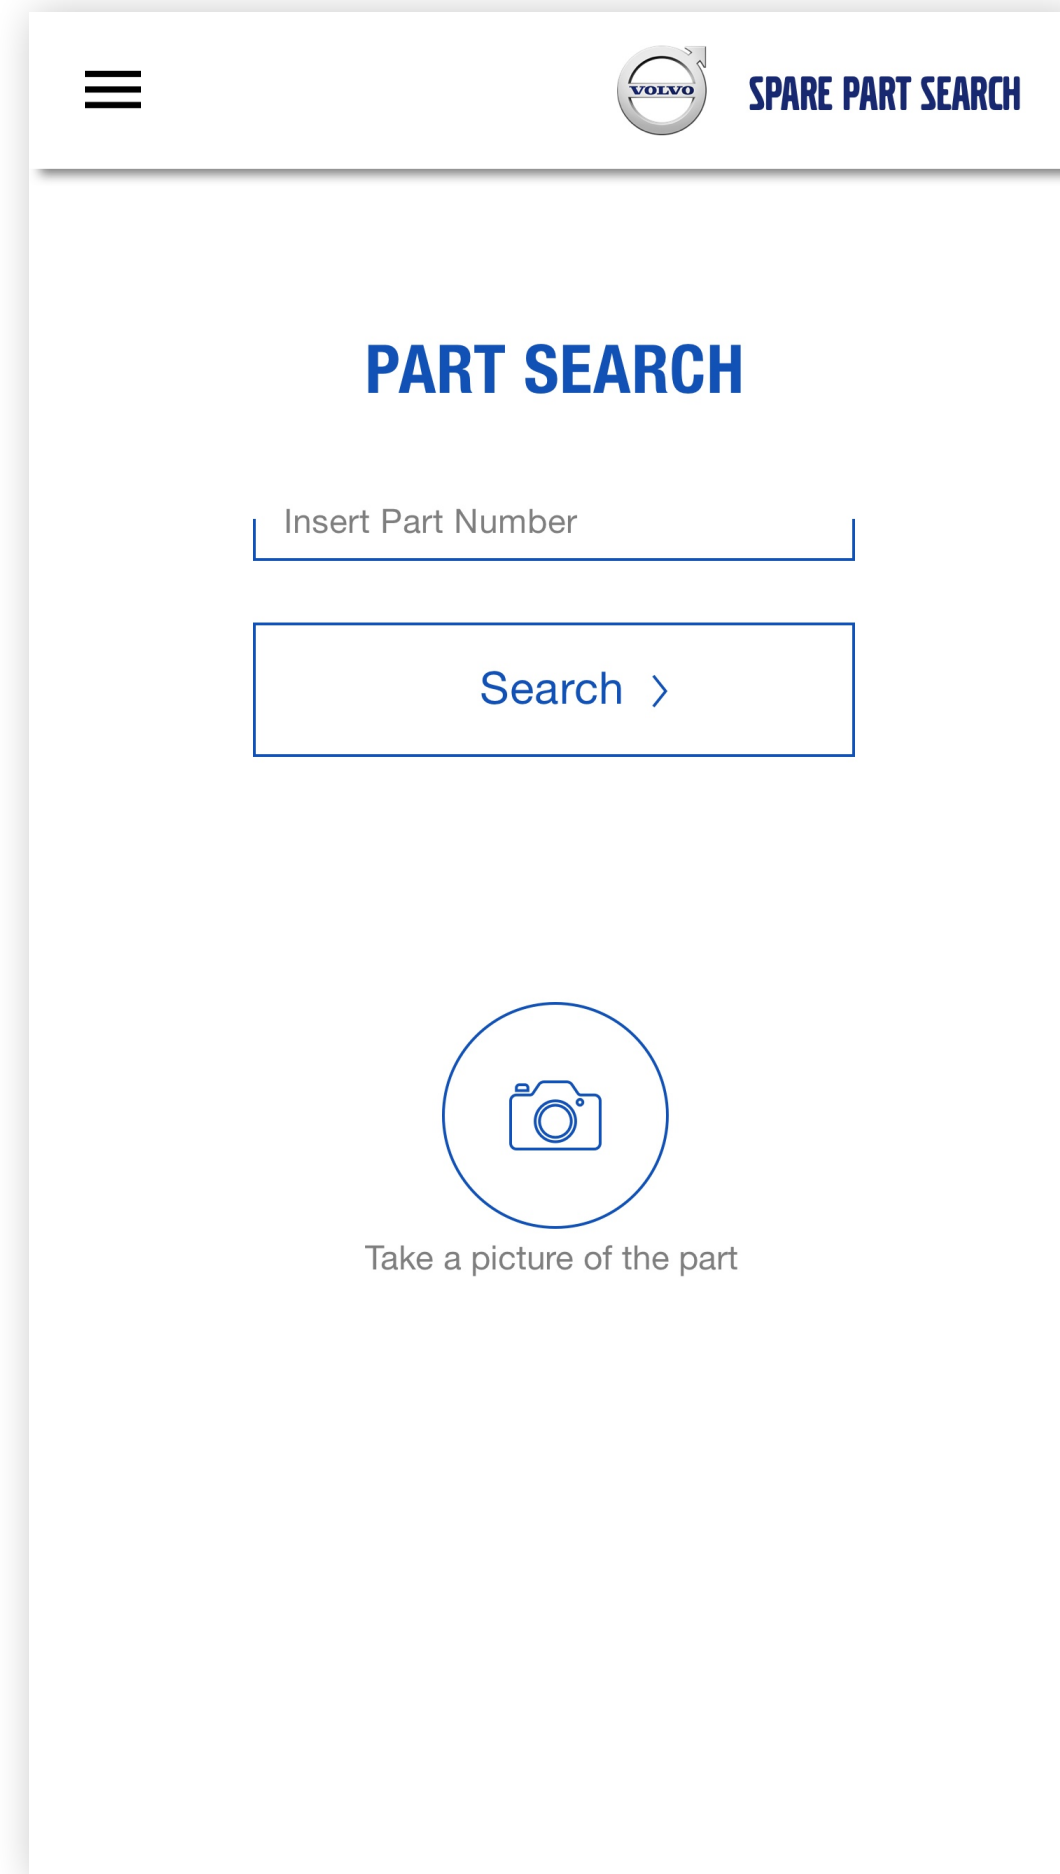 VOLVO
SPARE PART SEARCH
PART SEARCH
Insert Part Number
Search
Take a picture of the part